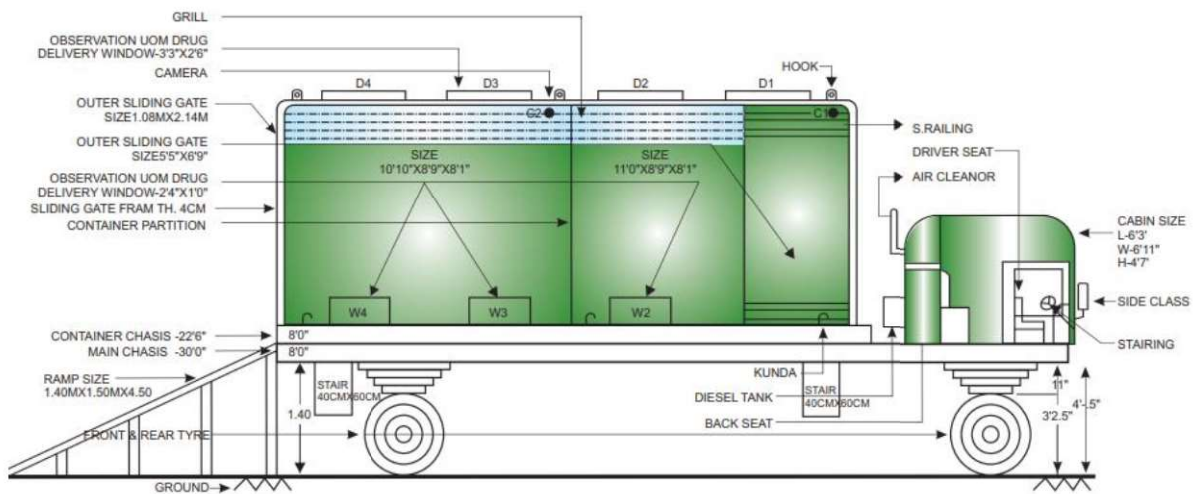 GRILL
OBSERVATION UOM DRUG
DELIVERY WINDOW-3'3"X2'6"
CAMERA
HOOK
D4
D3
D2
D1
OUTER SLIDING GATE
SIZE1.08MX2.14M
C2
C1
S.RAILING
OUTER SLIDING GATE
SIZE5'5"X6'9"
SIZE
10'10"X8'9"X8'1"
SIZE
11'0"X8'9"X8'1"
DRIVER SEAT
AIR CLEANOR
OBSERVATION UOM DRUG
DELIVERY WINDOW-2'4"X1'0"
SLIDING GATE FRAM TH. 4CM
CONTAINER PARTITION
CABIN SIZE
L-6'3'
W-6'11"
H-4'7'
W4
W3
W2
SIDE CLASS
CONTAINER CHASIS -22'6"
8'0"
MAIN CHASIS -30'0"
8'0"
STAIRING
RAMP SIZE
1.40MX1.50MX4.50
KUNDA
STAIR
40CMX60CM
STAIR
40CMX60CM
DIESEL TANK
11"
1.40
3'2.5"
4'-.5"
BACK SEAT
FRONT & REAR TYRE
GROUND